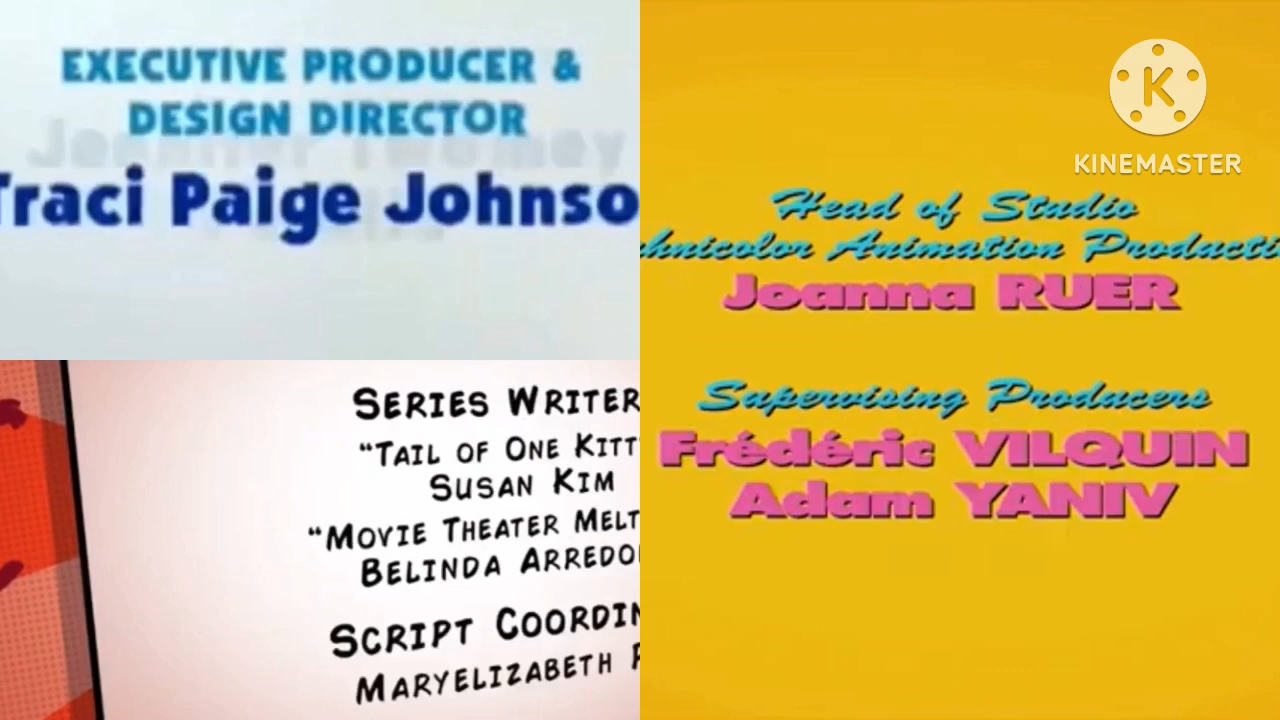 EXECUTIVE PRODUCER &
DESIGN DIRECTOR
Traci Paige Johnso
SERIES WRITER
“TAIL OF ONE KITT
SUSAN KIM
“MOVIE THEATER MELT
BELINDA ARREDO
SCRIPT COORDIN
MARYELIZABETH
KINEMASTER
Head of Studio
hnicolor Animation Producti
Joanna RUER
Supervising Producers
Frédéric VILQUIN
Adam YANIV